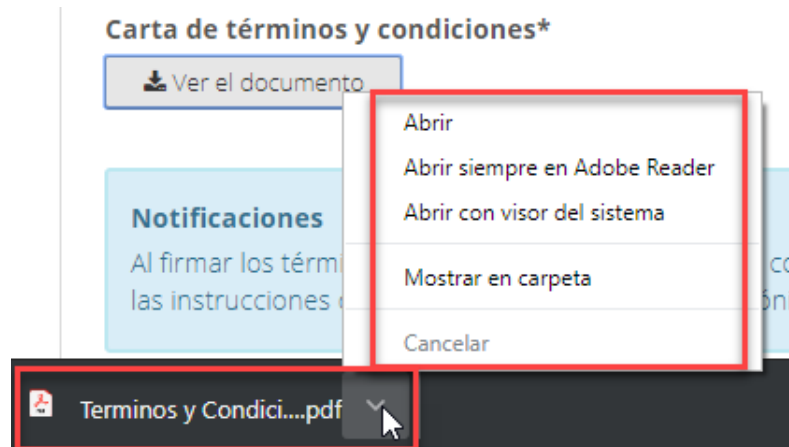 Carta de términos y condiciones*
Ver el documento
Abrir
Abrir siempre en Adobe Reader
Abrir con visor del sistema
Mostrar en carpeta
Cancelar
Notificaciones
Al firmar los térmi
las instrucciones
Terminos y Condici....pdf